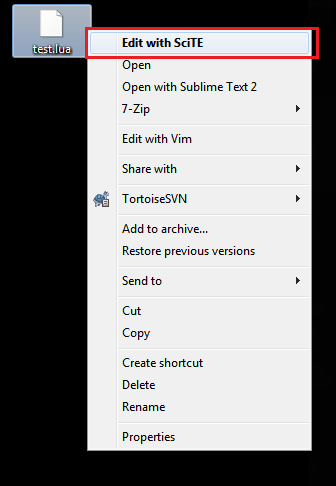 test.lua
Edit with SciTE
Open
Open with Sublime Text 2
7-Zip
Edit with Vim
Share with
TortoiseSVN
Add to archive...
Restore previous versions
Send to
Cut
Copy
Create shortcut
Delete
Rename
Properties